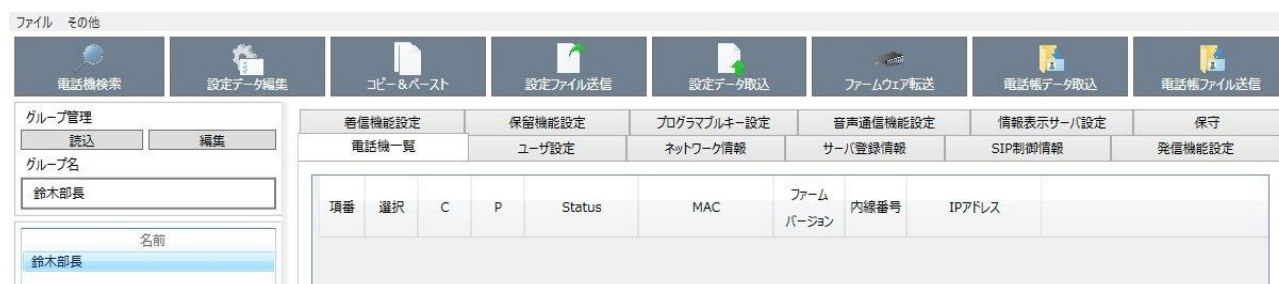 ファイル その他
電話機検索 設定データ編集 コピー&ペースト 設定ファイル送信 設定データ取込 ファームウェア転送 電話帳データ取込 電話帳ファイル送信
グループ管理
読込 編集
グループ名
鈴木部長
名前
鈴木部長
着信機能設定 保留機能設定 プログラマブルキー設定 音声通信機能設定 情報表示サーバ設定 保守
電話機一覧 ユーザ設定 ネットワーク情報 サーバ登録情報 SIP制御情報 発信機能設定
項番 選択 C P Status MAC ファームバージョン 内線番号 IPアドレス